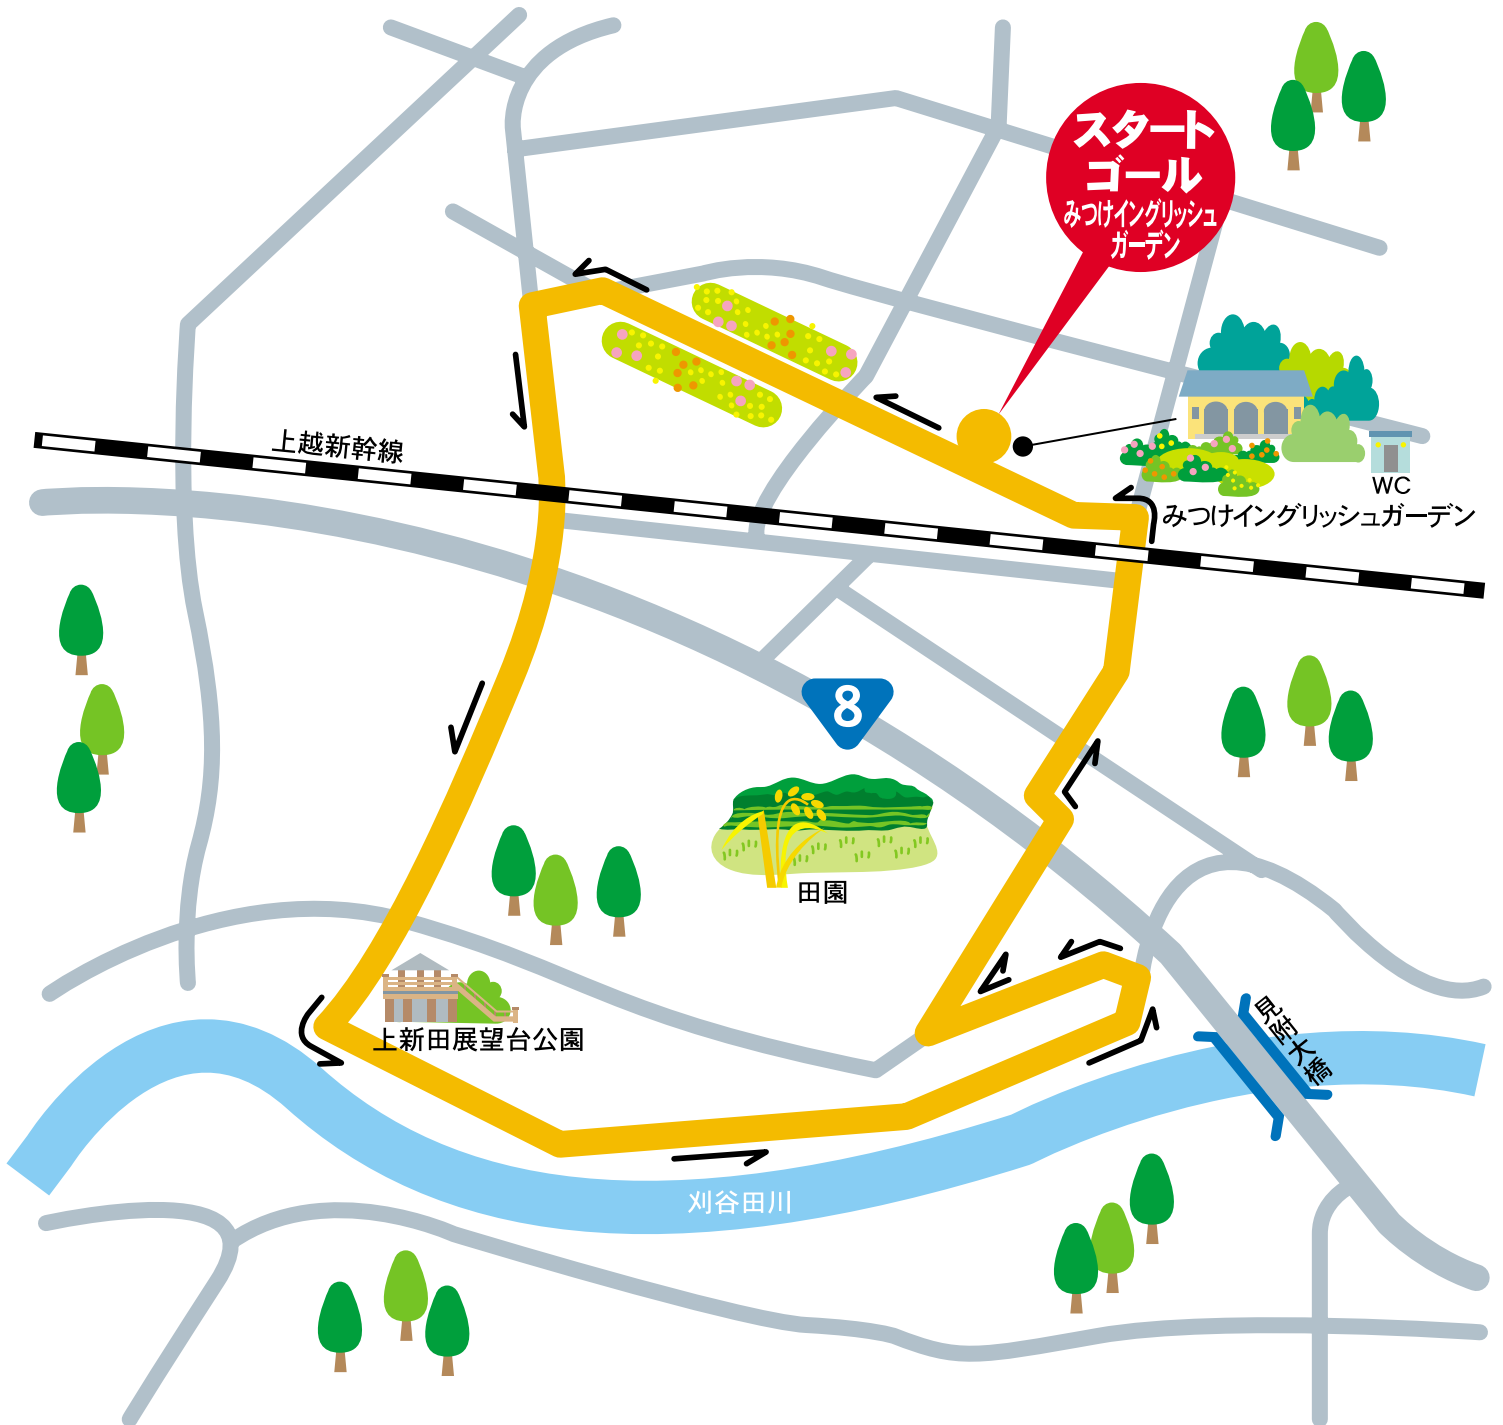 スタート
ゴール
みつけイングリッシュ
ガーデン
上越新幹線
WC
みつけイングリッシュガーデン
8
田園
見附大橋
上新田展望台公園
刈谷田川